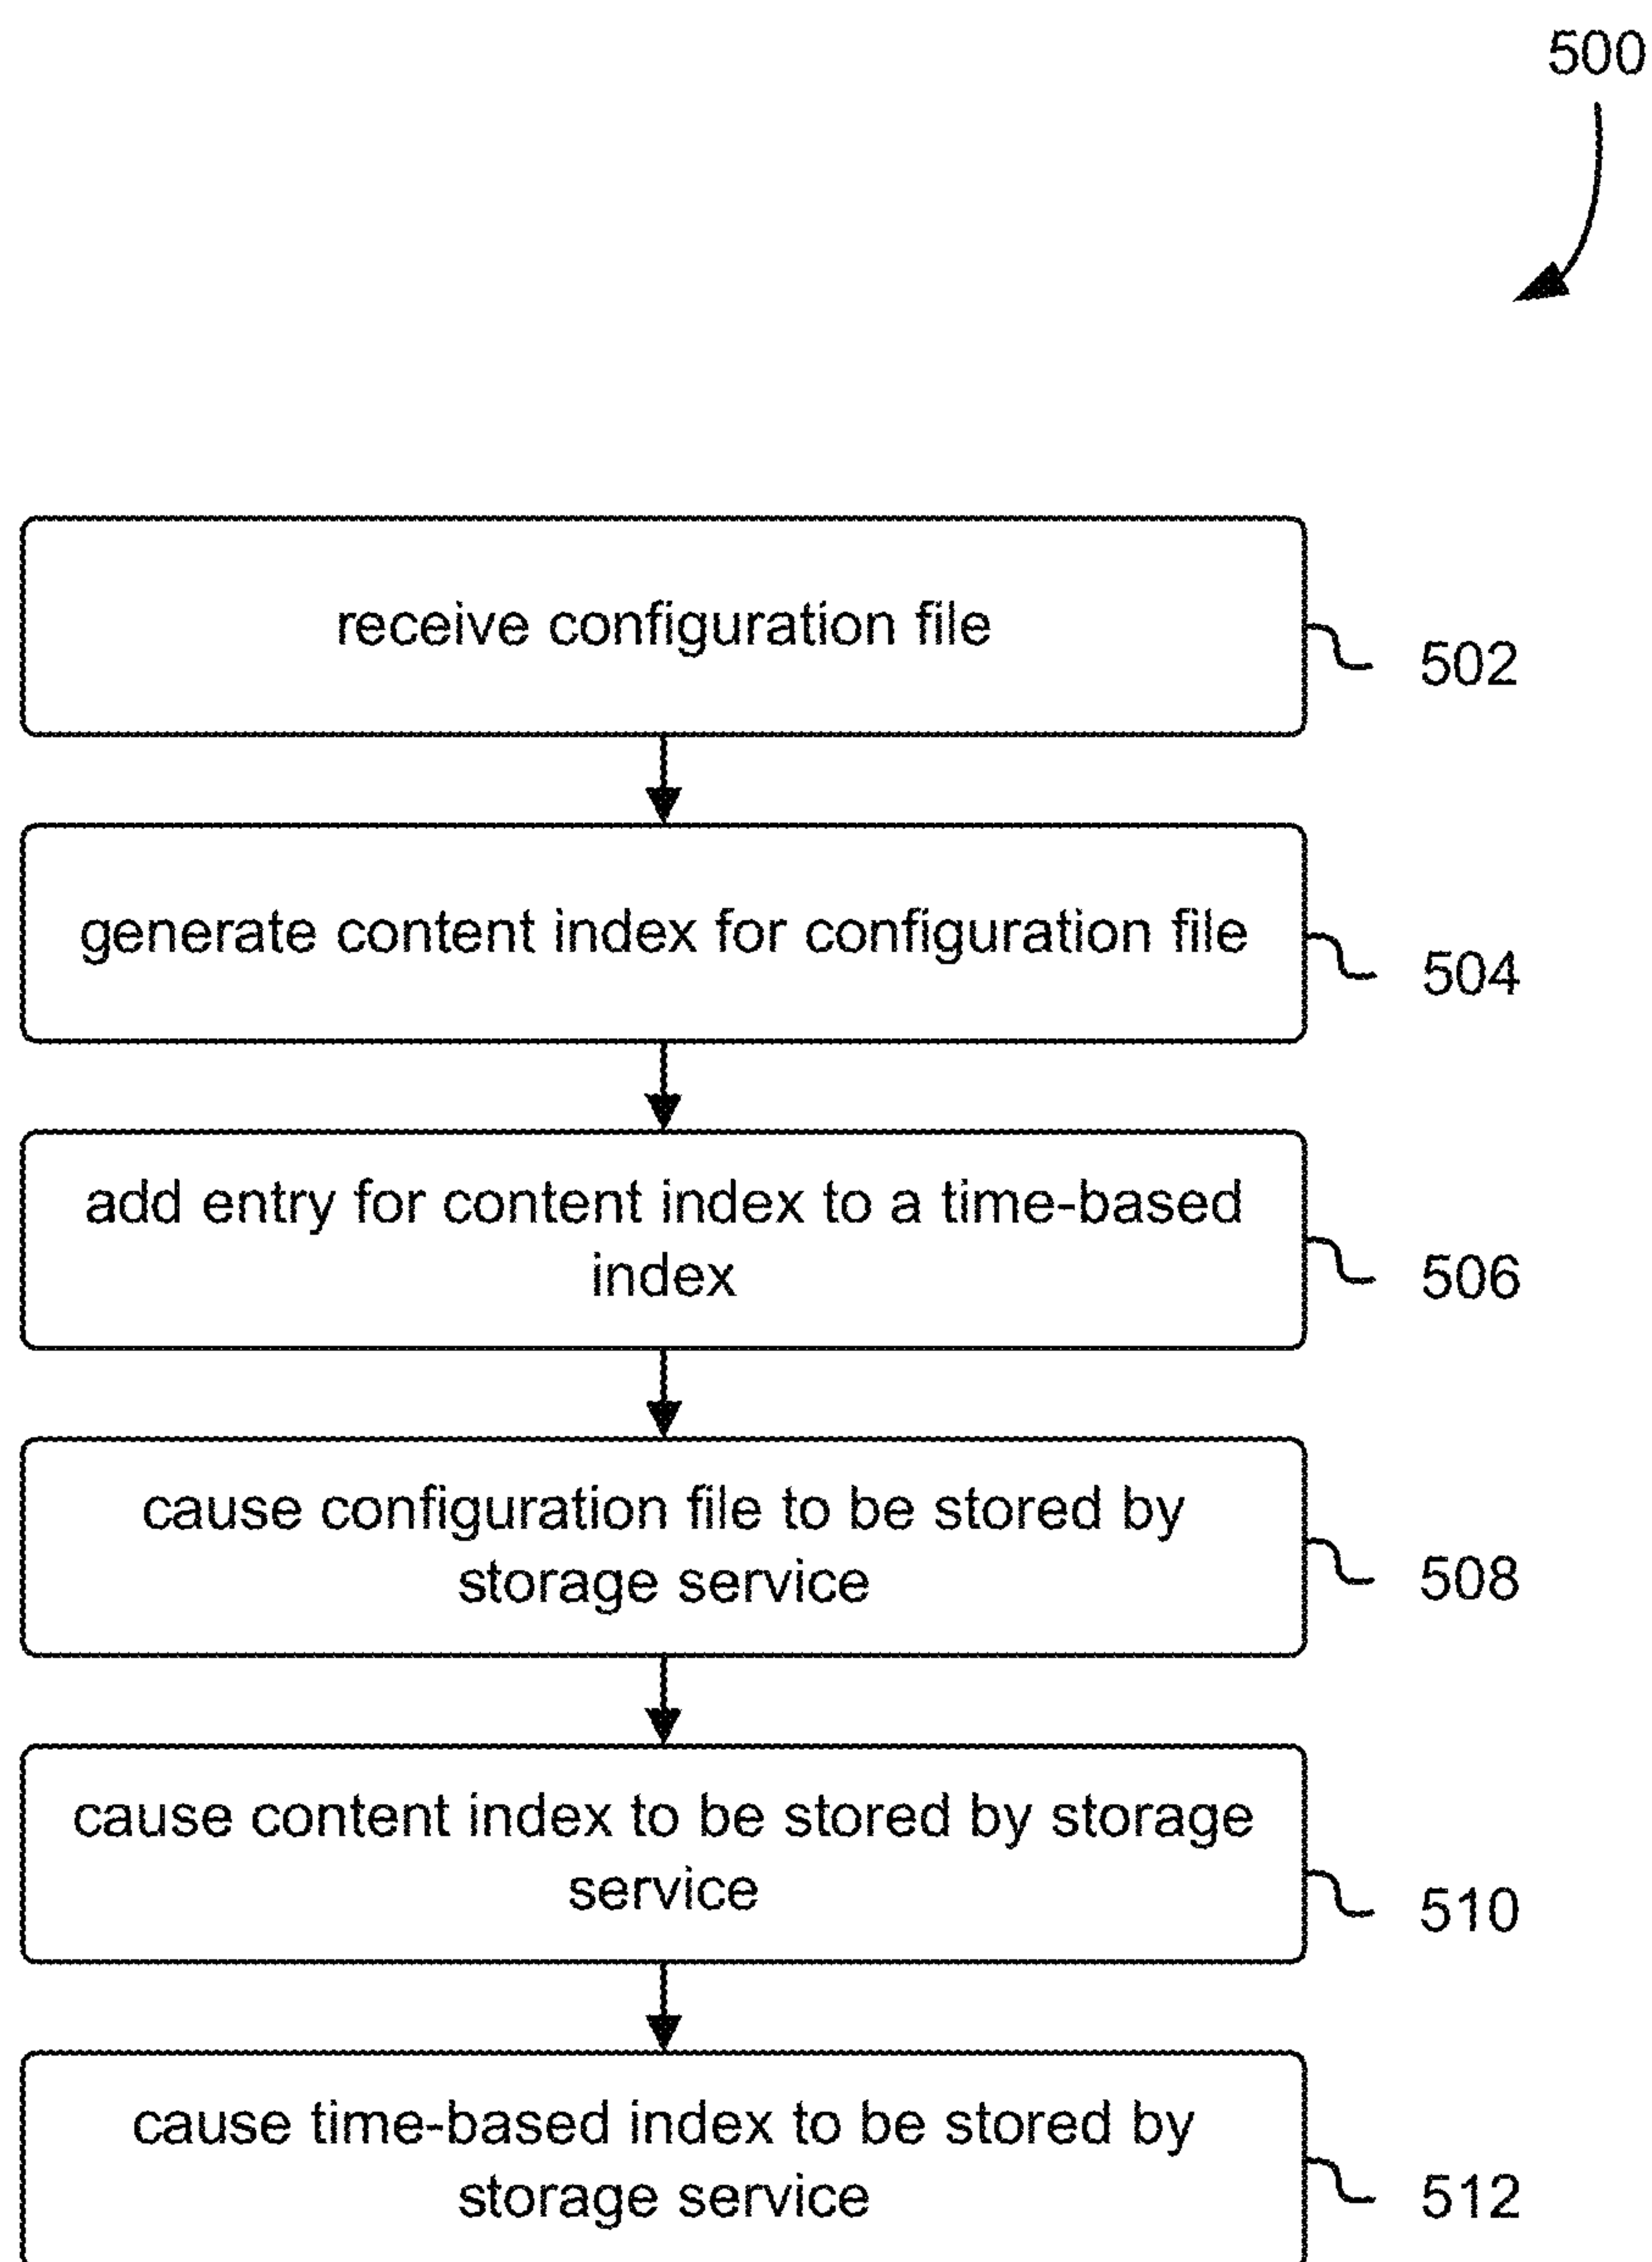 500
receive configuration file
502
generate content index for configuration file
504
add entry for content index to a time-based
index
506
cause configuration file to be stored by
storage service
508
cause content index to be stored by storage
service
510
cause time-based index to be stored by
storage service
512